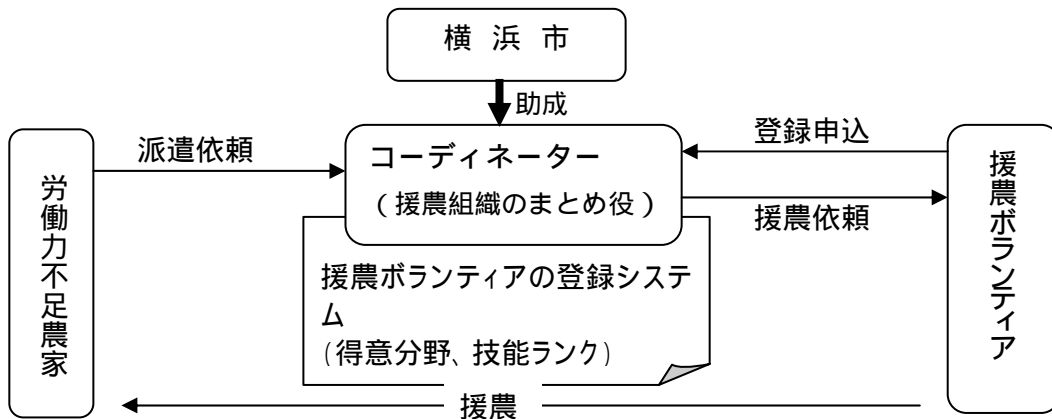 横 浜 市
助成
派遣依頼
コーディネーター
（援農組織のまとめ役）
登録申込
援農依頼
労働力不足農家
援農ボランティアの登録システ
ム
(得意分野、技能ランク)
援農ボランティア
援農